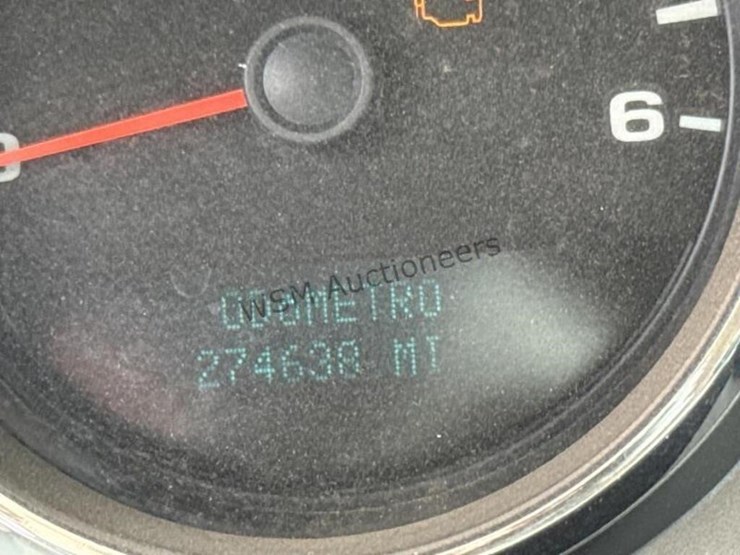 6
WSM Auctioneers
ODOMETRO
274638 MI